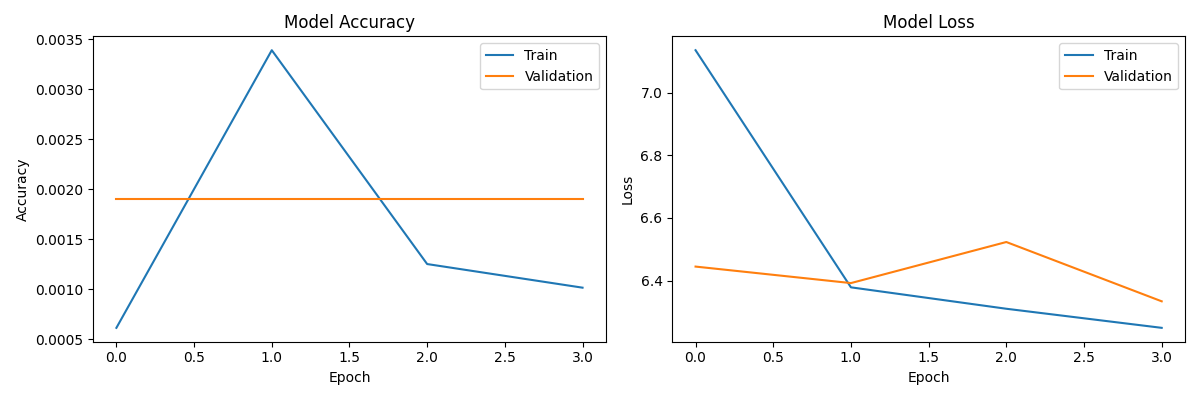 Model Accuracy
0.0035
0.0030
0.0025
0.0020
0.0015
0.0010
0.0005
Accuracy
0.0 0.5 1.0 1.5 2.0 2.5 3.0
Epoch
Train
Validation
Model Loss
7.0
6.8
6.6
6.4
Loss
0.0 0.5 1.0 1.5 2.0 2.5 3.0
Epoch
Train
Validation